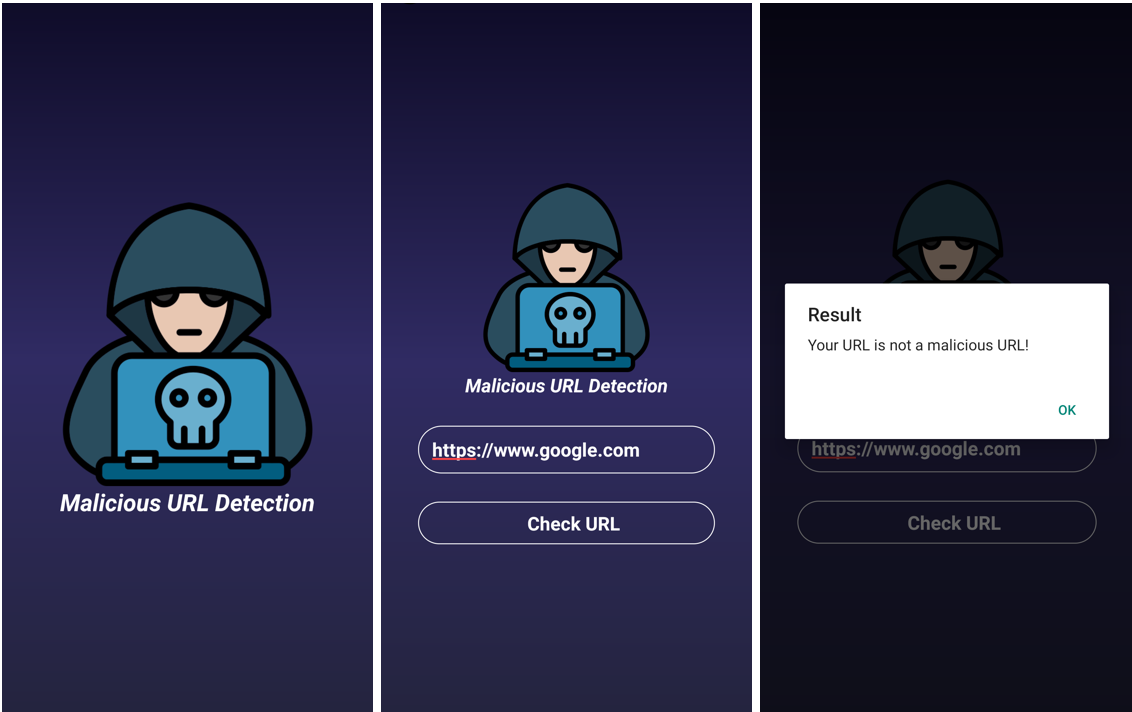 Malicious URL Detection
Malicious URL Detection
https://www.google.com
Check URL
Result
Your URL is not a malicious URL!
OK
https://www.google.com
Check URL